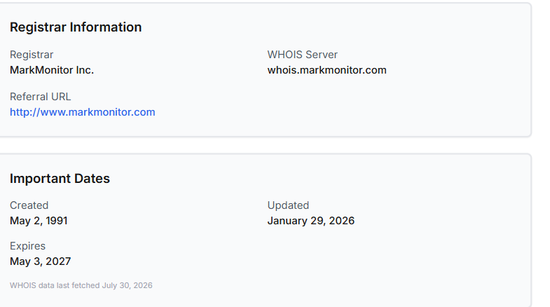 Registrar Information
Registrar
MarkMonitor Inc.
WHOIS Server
whois.markmonitor.com
Referral URL
http://www.markmonitor.com
Important Dates
Created
May 2, 1991
Updated
January 29, 2026
Expires
May 3, 2027
WHOIS data last fetched July 30, 2026